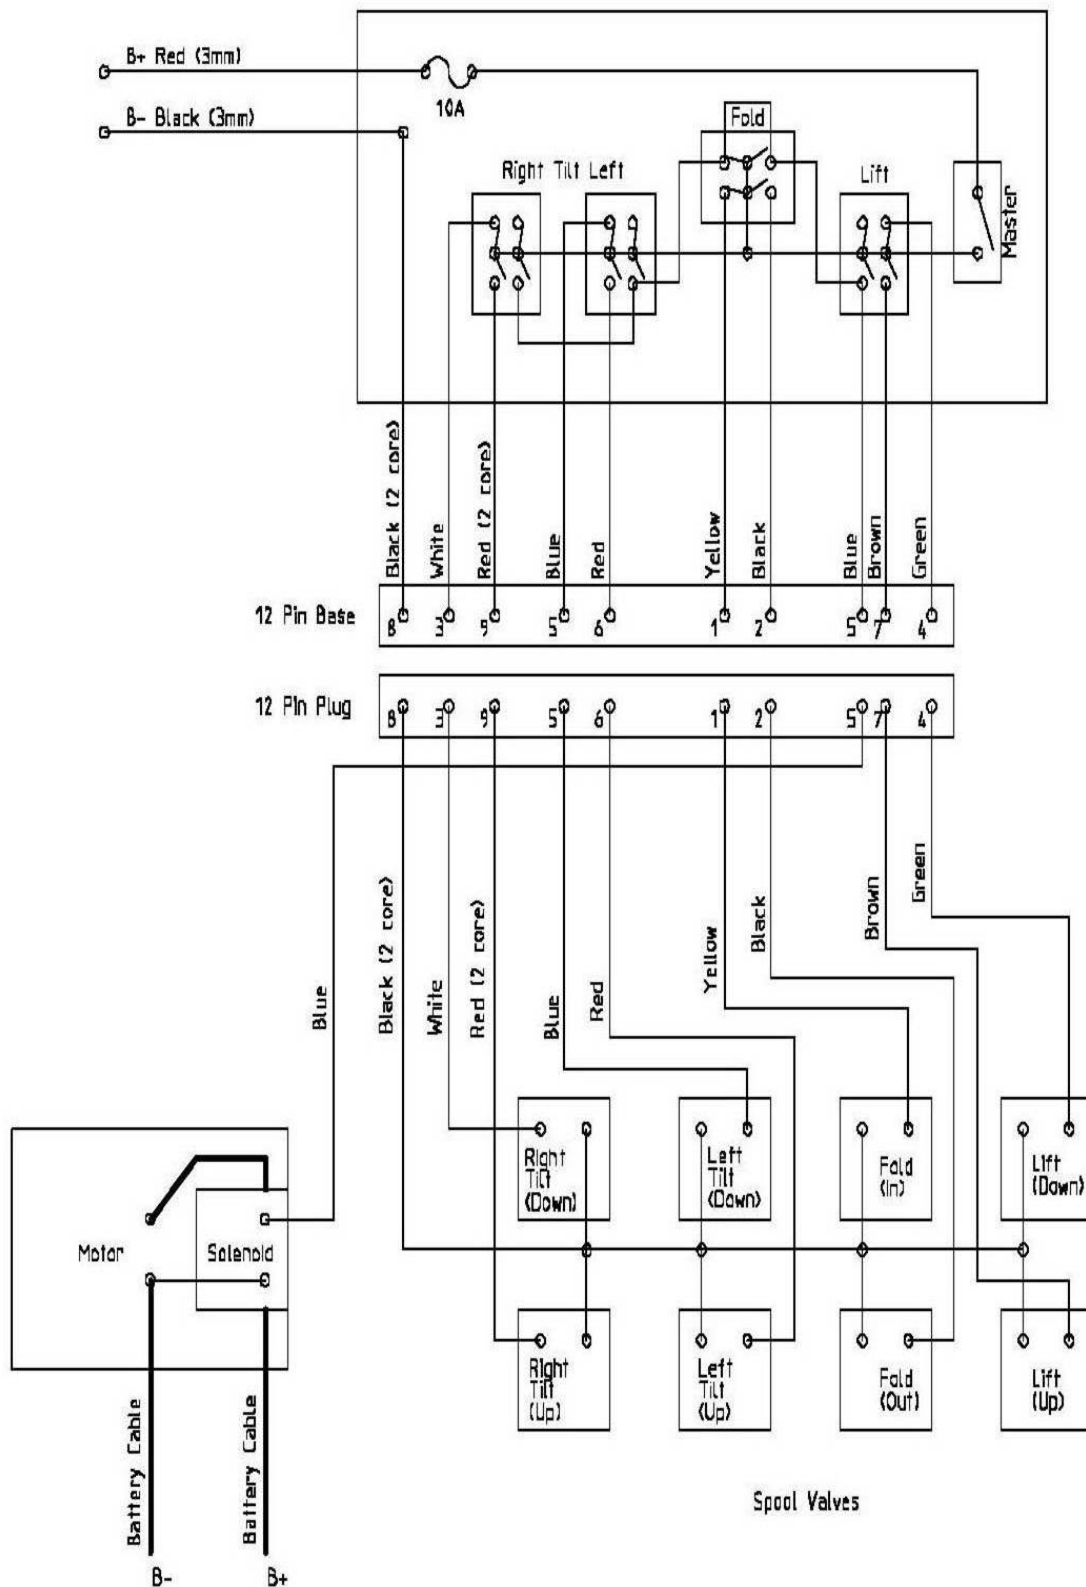 B+ Red (3mm)
10A
B- Black (3mm)
Fold
Right Tilt Left
Lift
Master
Black (2 core)
White
Red (2 core)
Blue
Red
Yellow
Black
Blue
Brown
Green
12 Pin Base
8 3 9 5 6 1 2 5 7 4
12 Pin Plug
8 3 9 5 6 1 2 5 7 4
Blue
Black (2 core)
White
Red (2 core)
Blue
Red
Yellow
Black
Brown
Green
Right
Tilt
(Down)
Left
Tilt
(Down)
Fold
(In)
Lift
(Down)
Motor
Solenoid
Right
Tilt
(Up)
Left
Tilt
(Up)
Fold
(Out)
Lift
(Up)
Battery Cable
Battery Cable
Spool Valves
B-
B+